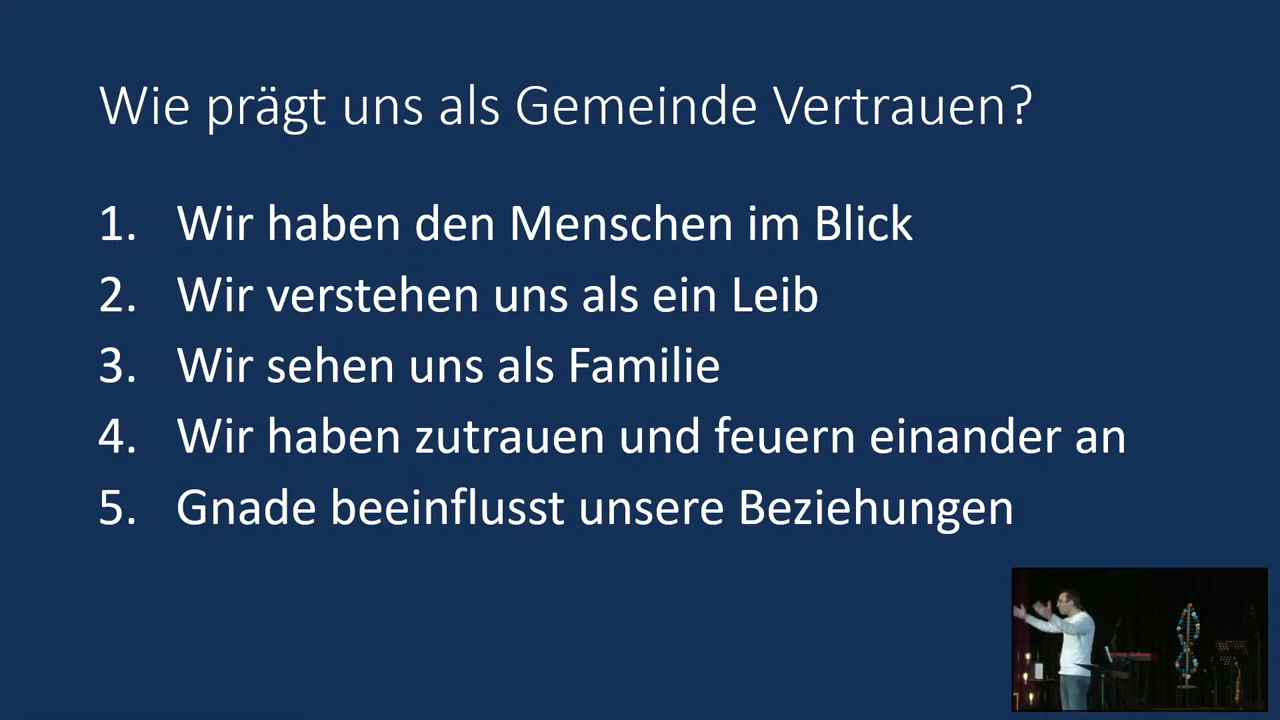 Wie prägt uns als Gemeinde Vertrauen?
1. Wir haben den Menschen im Blick
2. Wir verstehen uns als ein Leib
3. Wir sehen uns als Familie
4. Wir haben zutrauen und feuern einander an
5. Gnade beeinflusst unsere Beziehungen